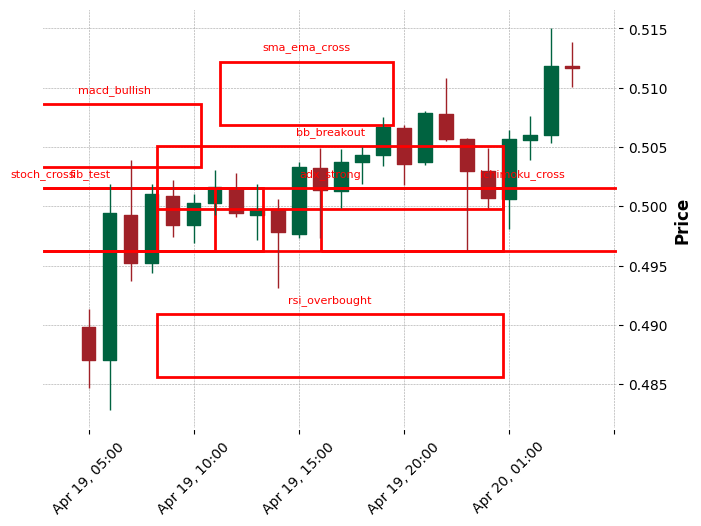 0.515
sma_ema_cross
0.510
macd_bullish
0.505
bb_breakout
stoch_cross
fib_test
0.500
Price
0.495
rsi_overbought
0.490
0.485
Apr 19, 05:00
Apr 19, 10:00
Apr 19, 15:00
Apr 19, 20:00
Apr 20, 01:00